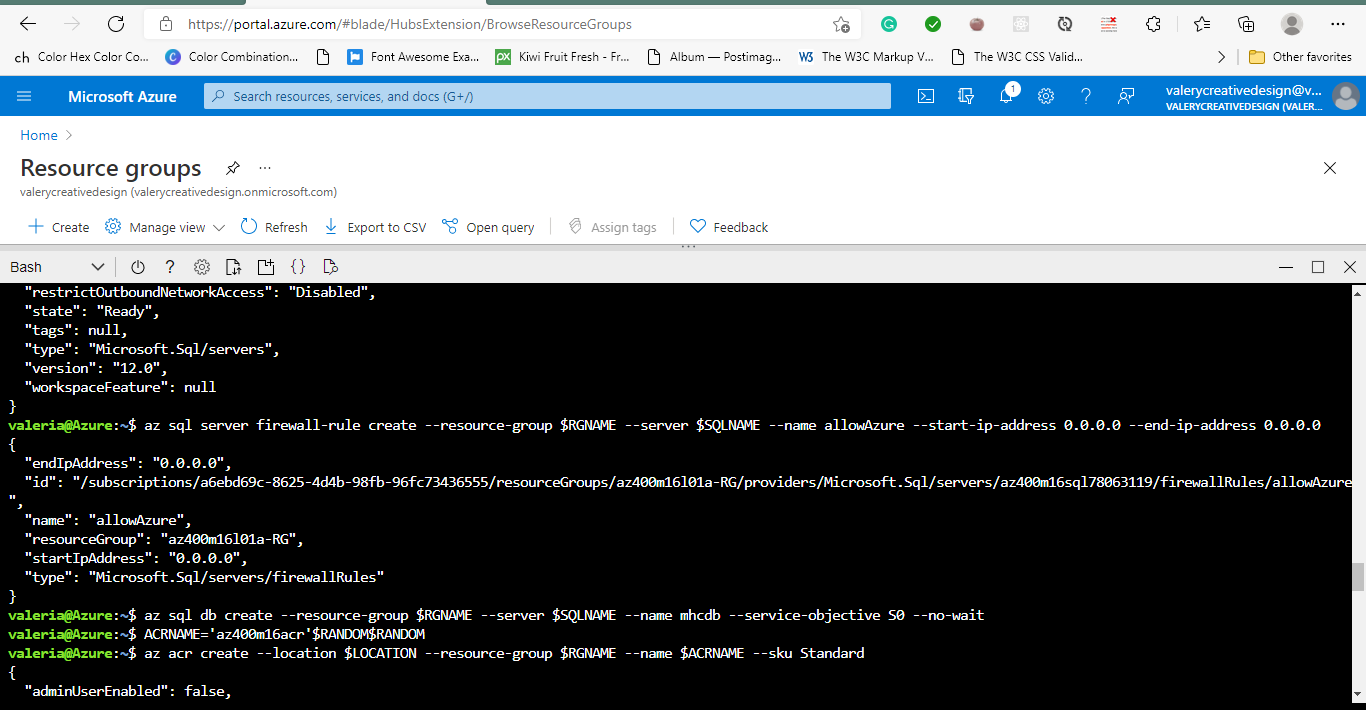 https://portal.azure.com/#blade/HubsExtension/BrowseResourceGroups
ch Color Hex Color Co... C Color Combination... Font Awesome Exa... px Kiwi Fruit Fresh - Fr... Album — Postimag... W3 The W3C Markup V... The W3C CSS Valid... Other favorites
Microsoft Azure
Search resources, services, and docs (G+/)
1
?
valerycreativedesign@v...
VALERYCREATIVEDESIGN (VALER...
Home >
Resource groups
...
valerycreativedesign (valerycreativedesign.onmicrosoft.com)
Create Manage view Refresh Export to CSV Open query Assign tags Feedback
Bash ? {}
"restrictOutboundNetworkAccess": "Disabled",
"state": "Ready",
"tags": null,
"type": "Microsoft.Sql/servers",
"version": "12.0",
"workspaceFeature": null
}
valeria@Azure:~$ az sql server firewall-rule create --resource-group $RGNAME --server $SQLNAME --name allowAzure --start-ip-address 0.0.0.0 --end-ip-address 0.0.0.0
{
"endIpAddress": "0.0.0.0",
"id": "/subscriptions/a6ebd69c-8625-4d4b-98fb-96fc73436555/resourceGroups/az400m16l01a-RG/providers/Microsoft.Sql/servers/az400m16sql78063119/firewallRules/allowAzure
",
"name": "allowAzure",
"resourceGroup": "az400m16l01a-RG",
"startIpAddress": "0.0.0.0",
"type": "Microsoft.Sql/servers/firewallRules"
}
valeria@Azure:~$ az sql db create --resource-group $RGNAME --server $SQLNAME --name mhcdb --service-objective S0 --no-wait
valeria@Azure:~$ ACRNAME='az400m16acr'$RANDOM$RANDOM
valeria@Azure:~$ az acr create --location $LOCATION --resource-group $RGNAME --name $ACRNAME --sku Standard
{
"adminUserEnabled": false,